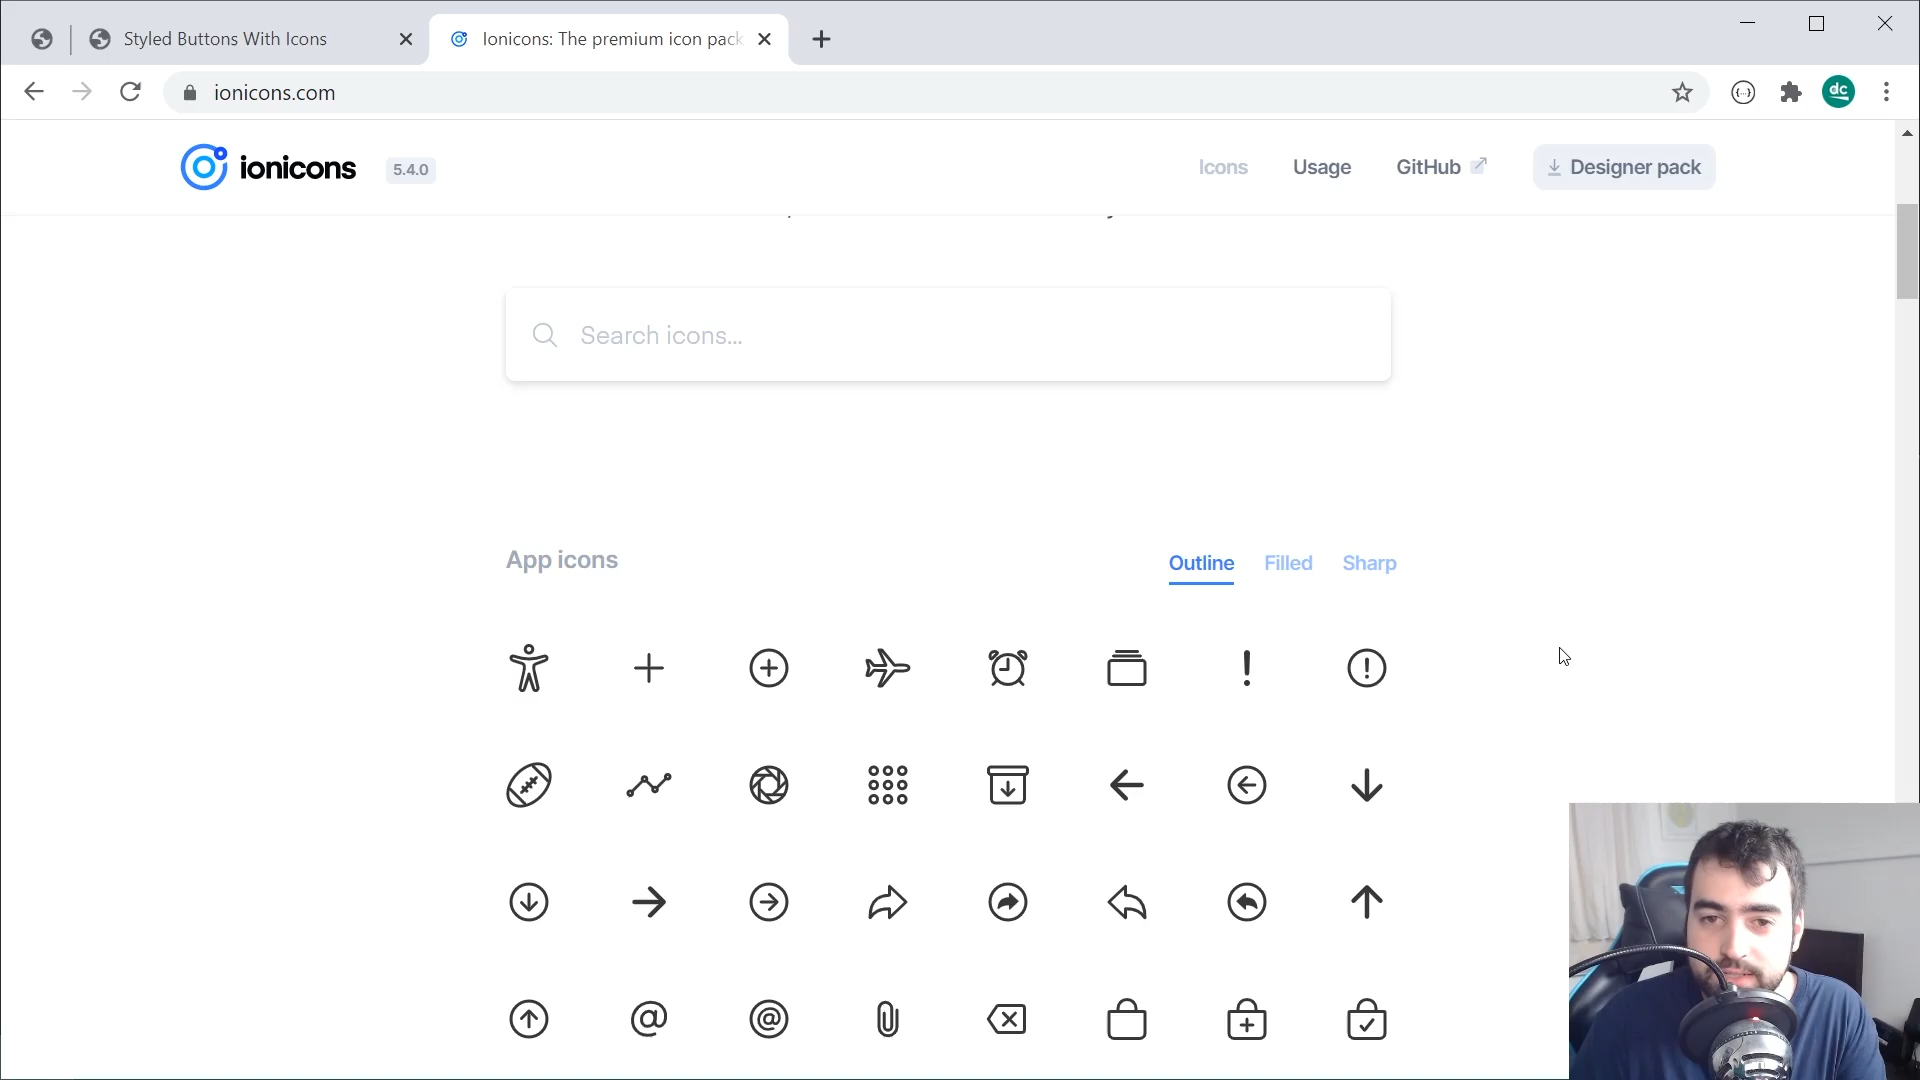 Styled Buttons With Icons
Ionicons: The premium icon pack
ionicons.com
dc
ionicons 5.4.0
Icons
Usage
GitHub
Designer pack
Search icons...
App icons
Outline
Filled
Sharp